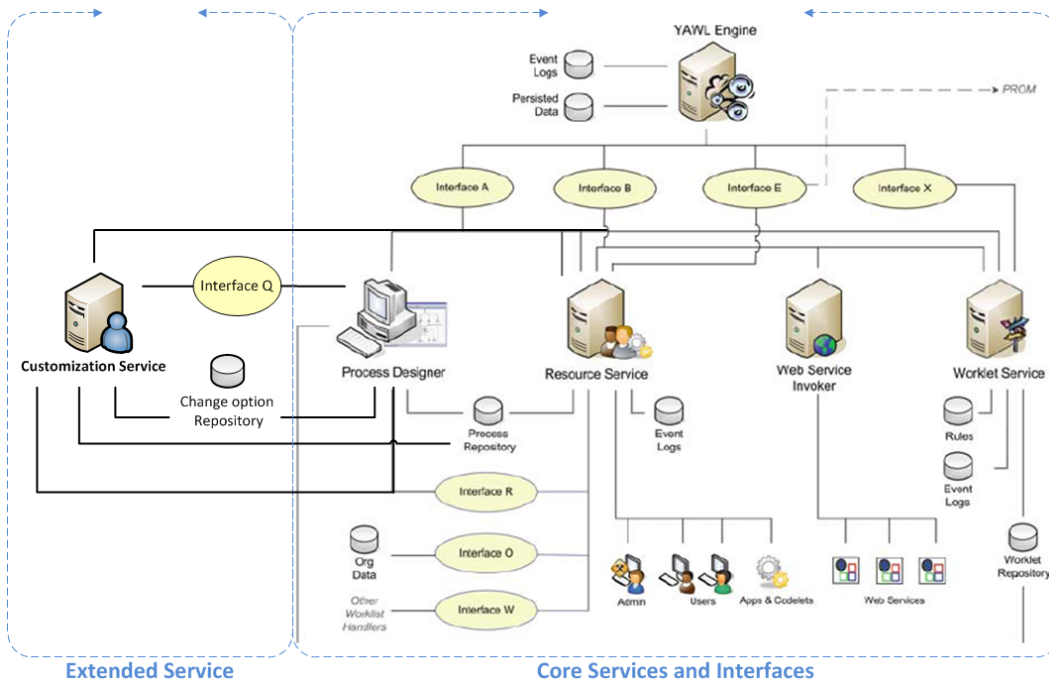 YAWL Engine
Event
Logs
Persisted
Data
PROM
Interface A
Interface B
Interface E
Interface X
Interface Q
Customization Service
Process Designer
Resource Service
Web Service
Invoker
Worklet Service
Change option
Repository
Process
Repository
Event
Logs
Rules
Event
Logs
Interface R
Interface O
Interface W
Org
Data
Other
Worklist
Handlers
Admin
Users
Apps & Codelets
Web Services
Worklet
Repository
Extended Service
Core Services and Interfaces